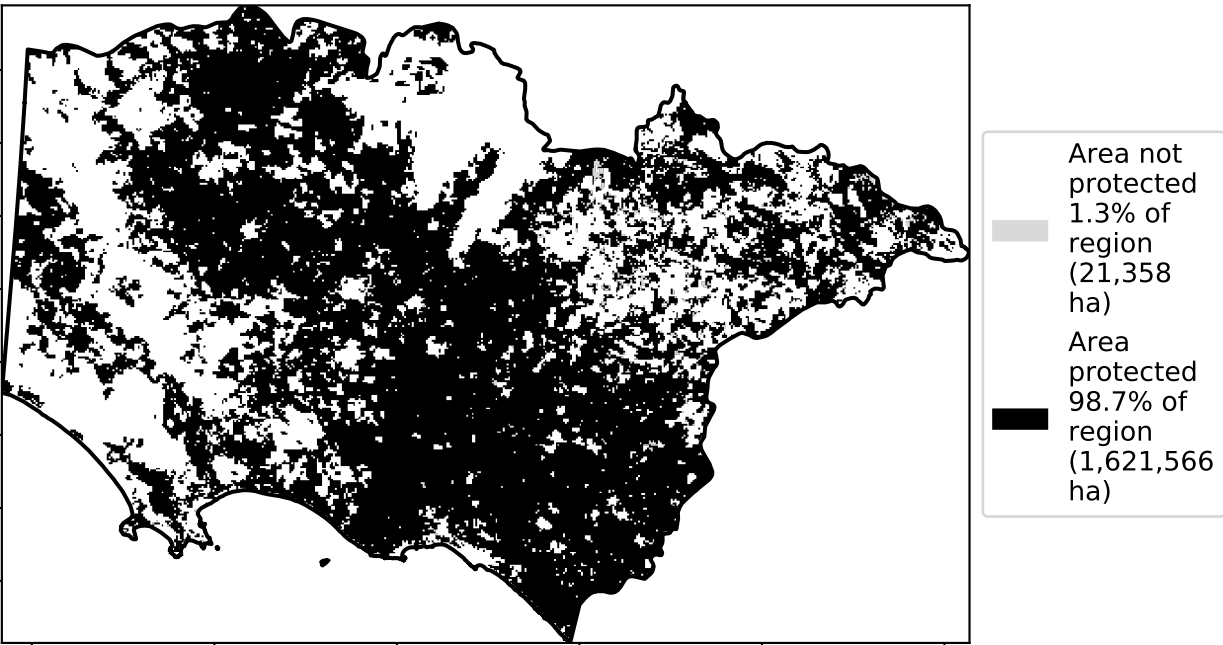 Area not
protected
1.3% of
region
(21,358
ha)
Area
protected
98.7% of
region
(1,621,566
ha)